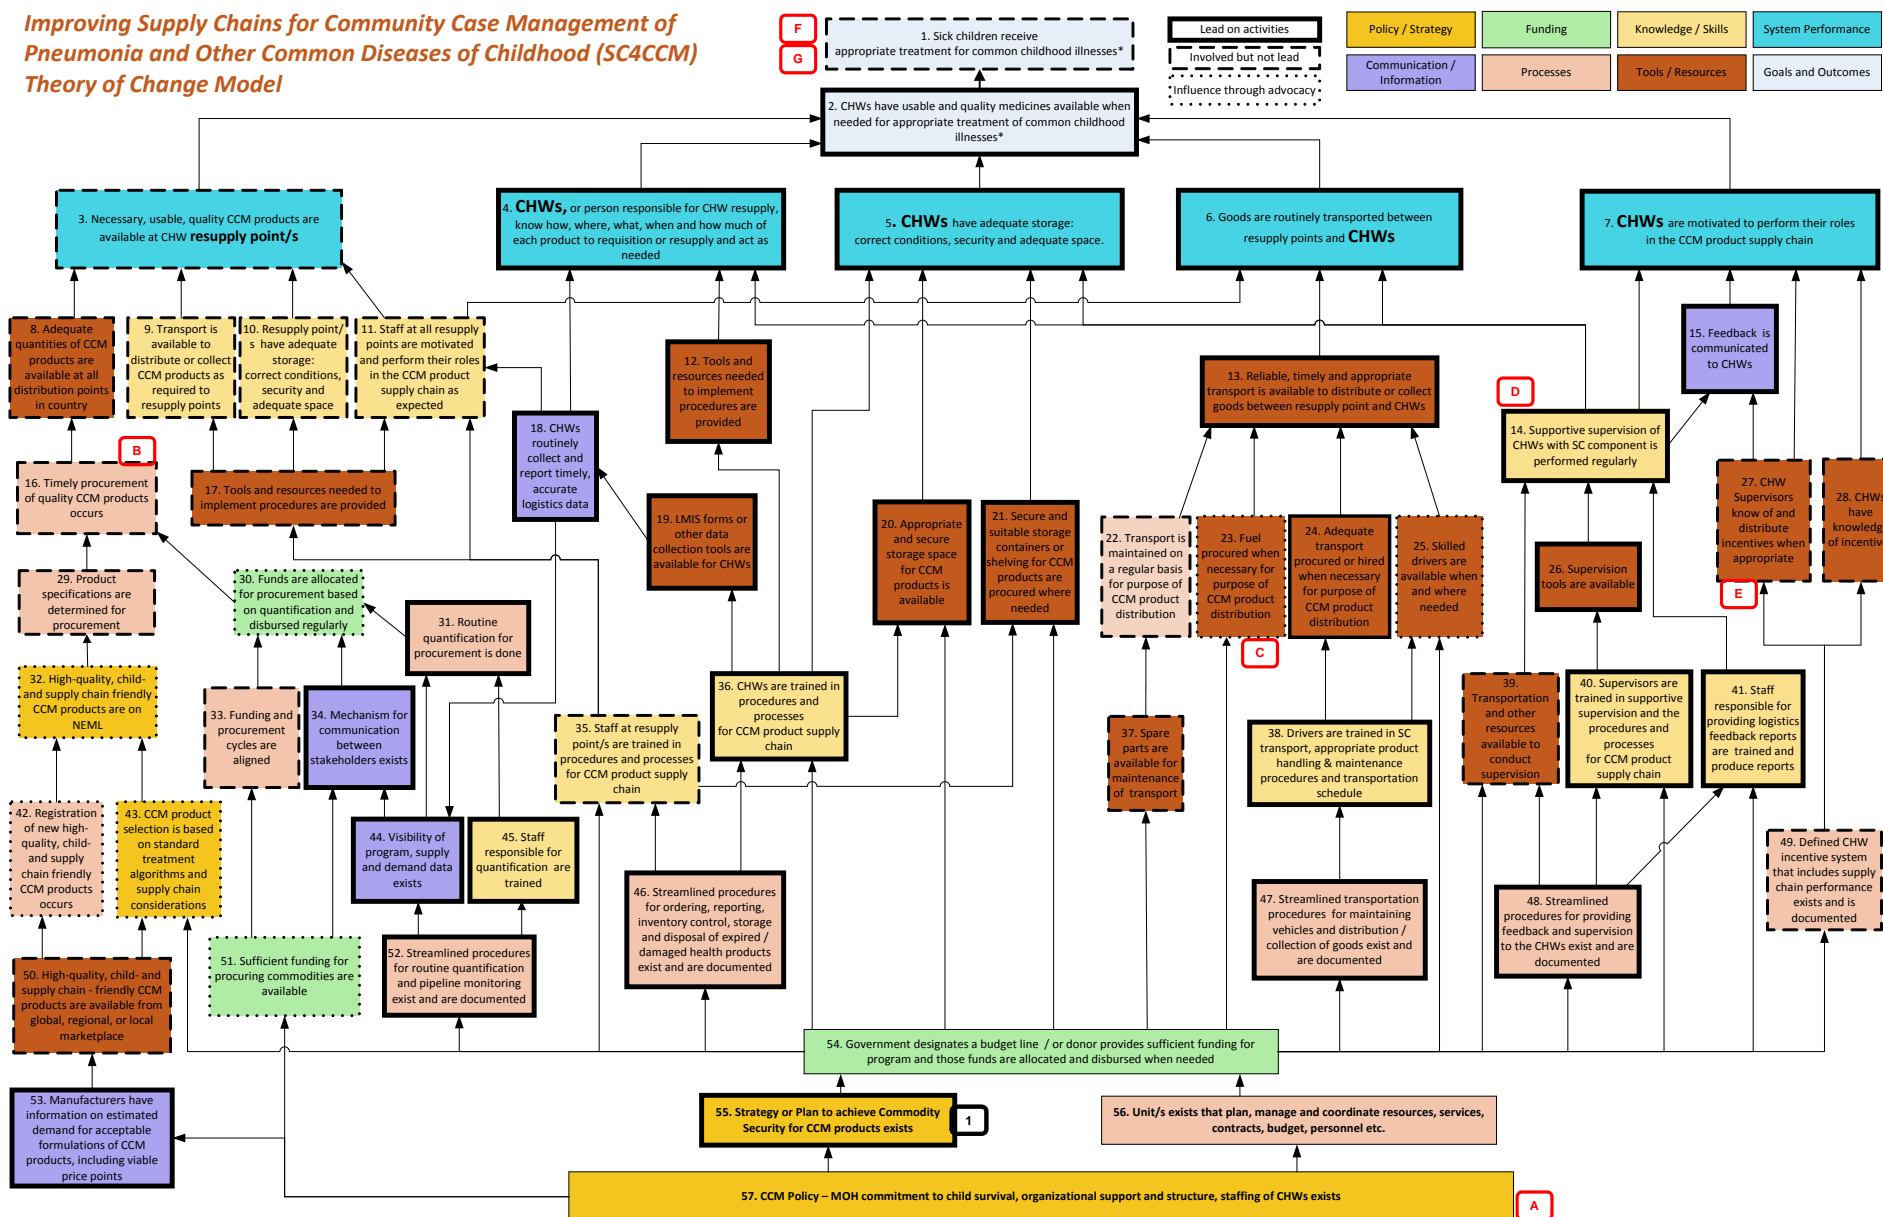 Improving Supply Chains for Community Case Management of
Pneumonia and Other Common Diseases of Childhood (SC4CCM)
Theory of Change Model
F
G
1. Sick children receive
appropriate treatment for common childhood illnesses*
Lead on activities
Involved but not lead
Influence through advocacy
Policy / Strategy
Funding
Knowledge / Skills
System Performance
Communication /
Information
Processes
Tools / Resources
Goals and Outcomes
2. CHWs have usable and quality medicines available when
needed for appropriate treatment of common childhood
illnesses*
3. Necessary, usable, quality CCM products are
available at CHW resupply point/s
4. CHWs, or person responsible for CHW resupply,
know how, where, what, when and how much of
each product to requisition or resupply and act as
needed
5. CHWs have adequate storage:
correct conditions, security and adequate space.
6. Goods are routinely transported between
resupply points and CHWs
7. CHWs are motivated to perform their roles
in the CCM product supply chain
8. Adequate
quantities of CCM
products are
available at all
distribution points
in country
9. Transport is
available to
distribute or collect
CCM products as
required to
resupply points
10. Resupply point/
s have adequate
storage:
correct conditions,
security and
adequate space
11. Staff at all resupply
points are motivated
and perform their roles
in the CCM product
supply chain as
expected
12. Tools and
resources needed
to implement
procedures are
provided
13. Reliable, timely and appropriate
transport is available to distribute or collect
goods between resupply point and CHWs
15. Feedback is
communicated
to CHWs
D
14. Supportive supervision of
CHWs with SC component is
performed regularly
B
16. Timely procurement
of quality CCM products
occurs
17. Tools and resources needed to
implement procedures are provided
18. CHWs
routinely
collect and
report timely,
accurate
logistics data
19. LMIS forms or
other data
collection tools are
available for CHWs
20. Appropriate
and secure
storage space
for CCM
products is
available
21. Secure and
suitable storage
containers or
shelving for CCM
products are
procured where
needed
22. Transport is
maintained on
a regular basis
for purpose of
CCM product
distribution
23. Fuel
procured when
necessary for
purpose of
CCM product
distribution
24. Adequate
transport
procured or hired
when necessary
for purpose of
CCM product
distribution
25. Skilled
drivers are
available when
and where
needed
26. Supervision
tools are available
27. CHW
Supervisors
know of and
distribute
incentives when
appropriate
28. CHWs
have
knowledg
of incentiv
E
C
29. Product
specifications are
determined for
procurement
30. Funds are allocated
for procurement based
on quantification and
disbursed regularly
31. Routine
quantification for
procurement is done
32. High-quality, child-
and supply chain friendly
CCM products are on
NEML
33. Funding and
procurement
cycles are
aligned
34. Mechanism for
communication
between
stakeholders exists
35. Staff at resupply
point/s are trained in
procedures and processes
for CCM product supply
chain
36. CHWs are trained in
procedures and
processes
for CCM product supply
chain
37. Spare
parts are
available for
maintenance
of transport
38. Drivers are trained in SC
transport, appropriate product
handling & maintenance
procedures and transportation
schedule
39.
Transportation
and other
resources
available to
conduct
supervision
40. Supervisors are
trained in supportive
supervision and the
procedures and
processes
for CCM product
supply chain
41. Staff
responsible for
providing logistics
feedback reports
are trained and
produce reports
42. Registration
of new high-
quality, child-
and supply
chain friendly
CCM products
occurs
43. CCM product
selection is based
on standard
treatment
algorithms and
supply chain
considerations
44. Visibility of
program, supply
and demand data
exists
45. Staff
responsible for
quantification are
trained
46. Streamlined procedures
for ordering, reporting,
inventory control, storage
and disposal of expired /
damaged health products
exist and are documented
47. Streamlined transportation
procedures for maintaining
vehicles and distribution /
collection of goods exist and
are documented
48. Streamlined
procedures for providing
feedback and supervision
to the CHWs exist and are
documented
49. Defined CHW
incentive system
that includes supply
chain performance
exists and is
documented
50. High-quality, child- and
supply chain - friendly CCM
products are available from
global, regional, or local
marketplace
51. Sufficient funding for
procuring commodities are
available
52. Streamlined procedures
for routine quantification
and pipeline monitoring
exist and are documented
53. Manufacturers have
information on estimated
demand for acceptable
formulations of CCM
products, including viable
price points
54. Government designates a budget line / or donor provides sufficient funding for
program and those funds are allocated and disbursed when needed
55. Strategy or Plan to achieve Commodity
Security for CCM products exists
1
56. Unit/s exists that plan, manage and coordinate resources, services,
contracts, budget, personnel etc.
57. CCM Policy – MOH commitment to child survival, organizational support and structure, staffing of CHWs exists
A